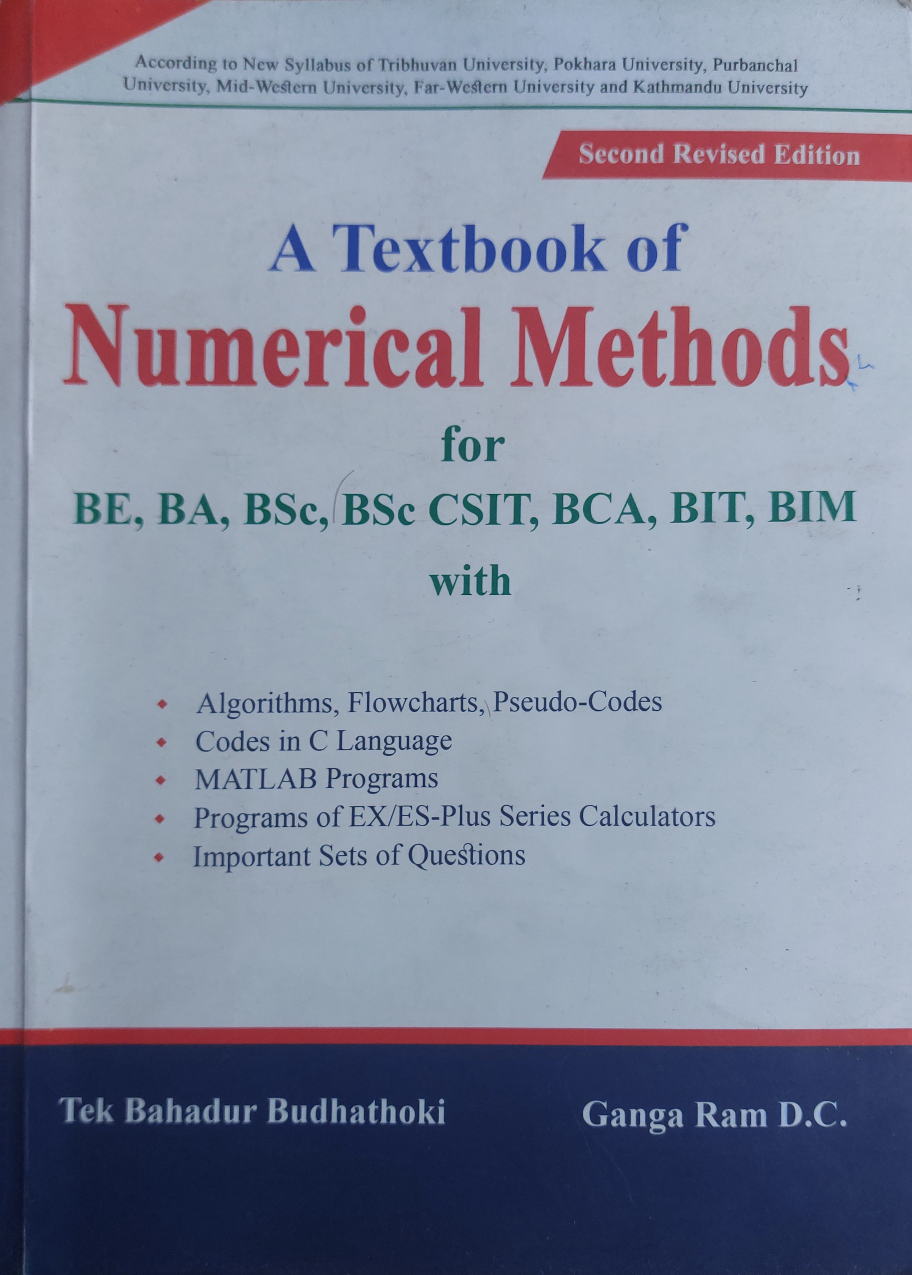 According to New Syllabus of Tribhuvan University, Pokhara University, Purbanchal
University, Mid-Western University, Far-Western University and Kathmandu University
Second Revised Edition
A Textbook of
Numerical Methods
for
BE, BA, BSc, BSc CSIT, BCA, BIT, BIM
with
Algorithms, Flowcharts, Pseudo-Codes
Codes in C Language
MATLAB Programs
Programs of EX/ES-Plus Series Calculators
Important Sets of Questions
Tek Bahadur Budhathoki
Ganga Ram D.C.